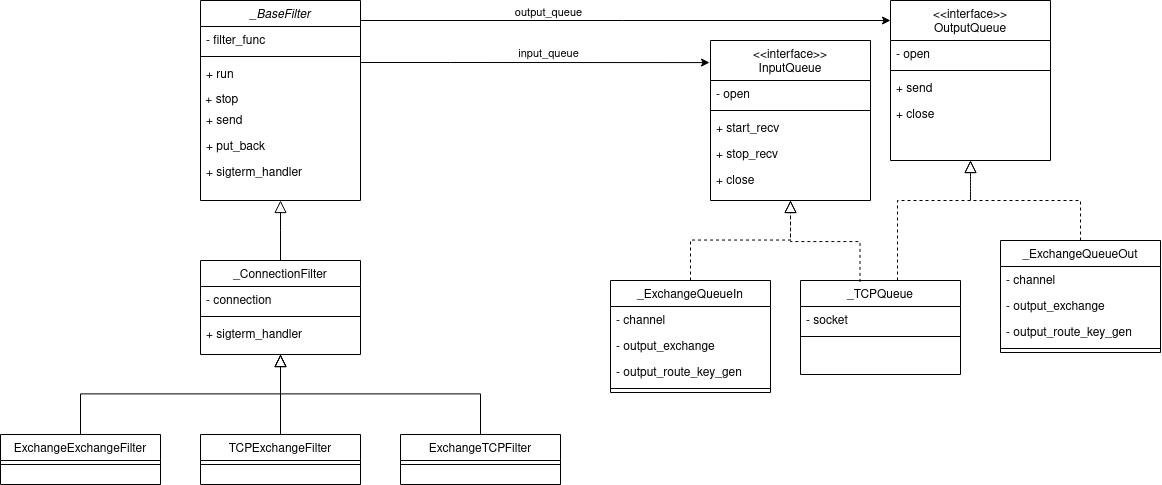 _BaseFilter
- filter_func
+ run
+ stop
+ send
+ put_back
+ sigterm_handler
output_queue
input_queue
<<interface>>
OutputQueue
- open
+ send
+ close
<<interface>>
InputQueue
- open
+ start_recv
+ stop_recv
+ close
_ConnectionFilter
- connection
+ sigterm_handler
_ExchangeQueueIn
- channel
- output_exchange
- output_route_key_gen
_TCPQueue
- socket
_ExchangeQueueOut
- channel
- output_exchange
- output_route_key_gen
ExchangeExchangeFilter
TCPExchangeFilter
ExchangeTCPFilter